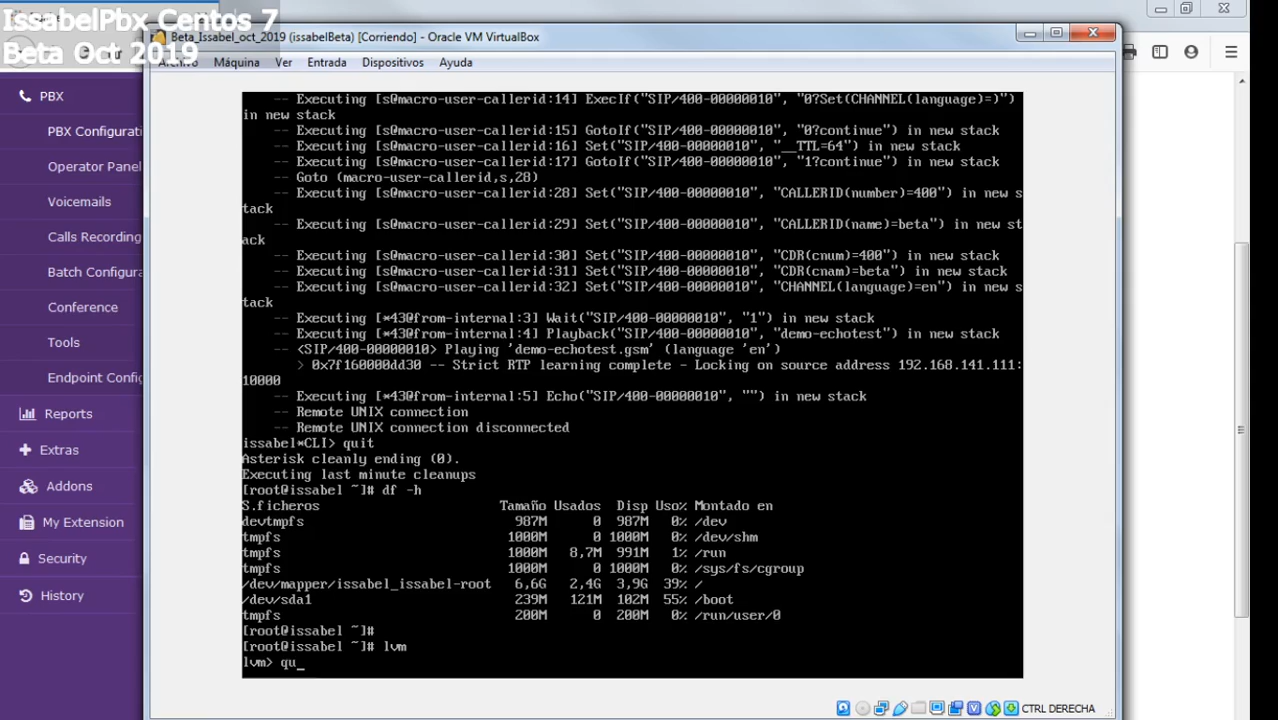 IssabelPbx Centos 7
Beta Oct 2019
Beta_Issabel_oct_2019 (issabelBeta) [Corriendo] - Oracle VM VirtualBox
Archivo Máquina Ver Entrada Dispositivos Ayuda
PBX
PBX Configurati
Operator Panel
Voicemails
Calls Recording
Batch Configura
Conference
Tools
Endpoint Config
Reports
Extras
Addons
My Extension
Security
History
-- Executing [s@macro-user-callerid:14] ExecIf("SIP/400-00000010", "0?Set(CHANNEL(language)=)")
in new stack
-- Executing [s@macro-user-callerid:15] GotoIf("SIP/400-00000010", "0?continue") in new stack
-- Executing [s@macro-user-callerid:16] Set("SIP/400-00000010", "__TTL=64") in new stack
-- Executing [s@macro-user-callerid:17] GotoIf("SIP/400-00000010", "1?continue") in new stack
-- Goto (macro-user-callerid,s,28)
-- Executing [s@macro-user-callerid:28] Set("SIP/400-00000010", "CALLERID(number)=400") in new s
tack
-- Executing [s@macro-user-callerid:29] Set("SIP/400-00000010", "CALLERID(name)=beta") in new st
ack
-- Executing [s@macro-user-callerid:30] Set("SIP/400-00000010", "CDR(cnum)=400") in new stack
-- Executing [s@macro-user-callerid:31] Set("SIP/400-00000010", "CDR(cnam)=beta") in new stack
-- Executing [s@macro-user-callerid:32] Set("SIP/400-00000010", "CHANNEL(language)=en") in new s
tack
-- Executing [*43@from-internal:3] Wait("SIP/400-00000010", "1") in new stack
-- Executing [*43@from-internal:4] Playback("SIP/400-00000010", "demo-echotest") in new stack
-- <SIP/400-00000010> Playing 'demo-echotest.gsm' (language 'en')
> 0x7f160000dd30 -- Strict RTP learning complete - Locking on source address 192.168.141.111:
10000
-- Executing [*43@from-internal:5] Echo("SIP/400-00000010", "") in new stack
-- Remote UNIX connection
-- Remote UNIX connection disconnected
issabel*CLI> quit
Asterisk cleanly ending (0).
Executing last minute cleanups
[root@issabel ~]# df -h
S.ficheros Tamaño Usados Disp Uso% Montado en
devtmpfs 987M 0 987M 0% /dev
tmpfs 1000M 0 1000M 0% /dev/shm
tmpfs 1000M 8,7M 991M 1% /run
tmpfs 1000M 0 1000M 0% /sys/fs/cgroup
/dev/mapper/issabel_issabel-root 6,6G 2,4G 3,9G 39% /
/dev/sda1 239M 121M 102M 55% /boot
tmpfs 200M 0 200M 0% /run/user/0
[root@issabel ~]#
[root@issabel ~]# lvm
lvm> qu_
CTRL DERECHA